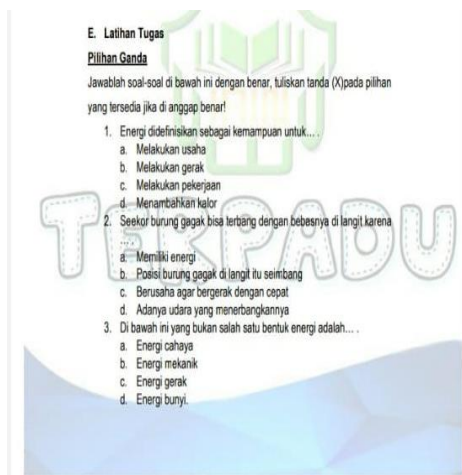 E. Latihan Tugas
Pilihan Ganda
Jawablah soal-soal di bawah ini dengan benar, tuliskan tanda (X)pada pilihan
yang tersedia jika di anggap benar!
1. Energi didefinisikan sebagai kemampuan untuk... .
a. Melakukan usaha
b. Melakukan gerak
c. Melakukan pekerjaan
d. Menambahkan kalor
2. Seekor burung gagak bisa terbang dengan bebasnya di langit karena
... .
a. Memiliki energi
b. Posisi burung gagak di langit itu seimbang
c. Berusaha agar bergerak dengan cepat
d. Adanya udara yang menerbangkannya
3. Di bawah ini yang bukan salah satu bentuk energi adalah... .
a. Energi cahaya
b. Energi mekanik
c. Energi gerak
d. Energi bunyi.
TERPADU